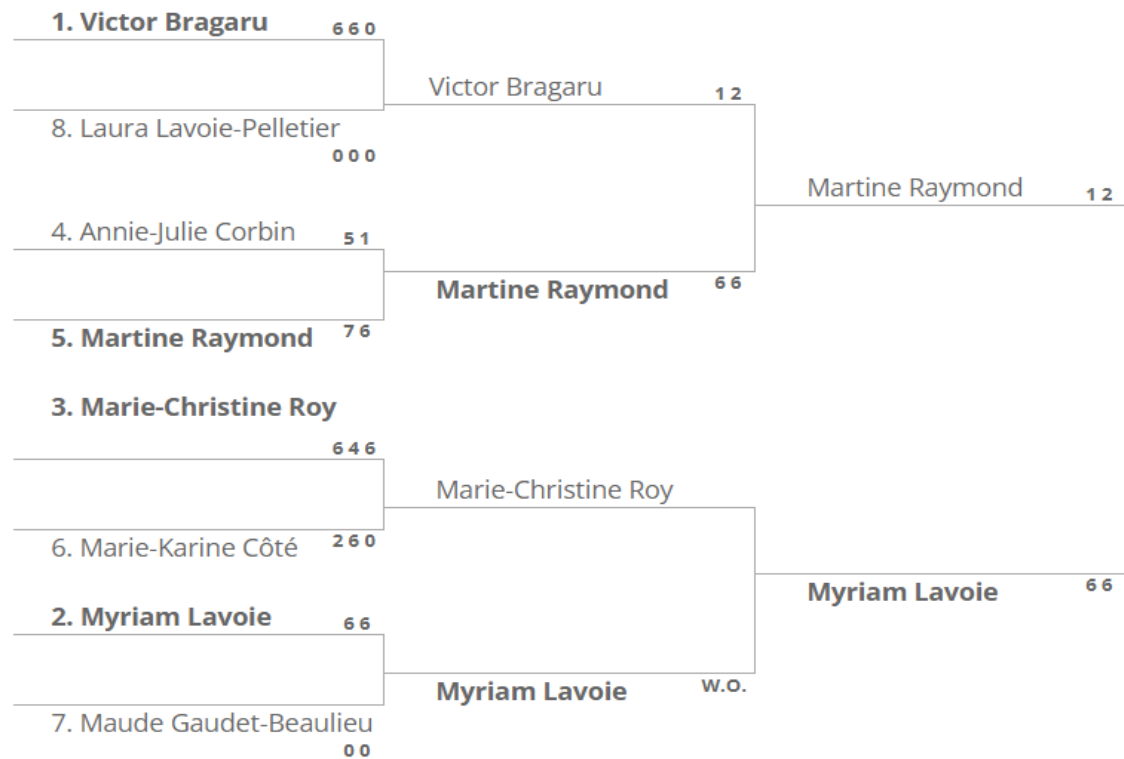 1. Victor Bragaru 6 6 0
8. Laura Lavoie-Pelletier
0 0 0
4. Annie-Julie Corbin 5 1
5. Martine Raymond 7 6
3. Marie-Christine Roy
6 4 6
6. Marie-Karine Côté 2 6 0
2. Myriam Lavoie 6 6
7. Maude Gaudet-Beaulieu
0 0
Victor Bragaru 1 2
Martine Raymond 6 6
Marie-Christine Roy
Myriam Lavoie W.O.
Martine Raymond 1 2
Myriam Lavoie 6 6